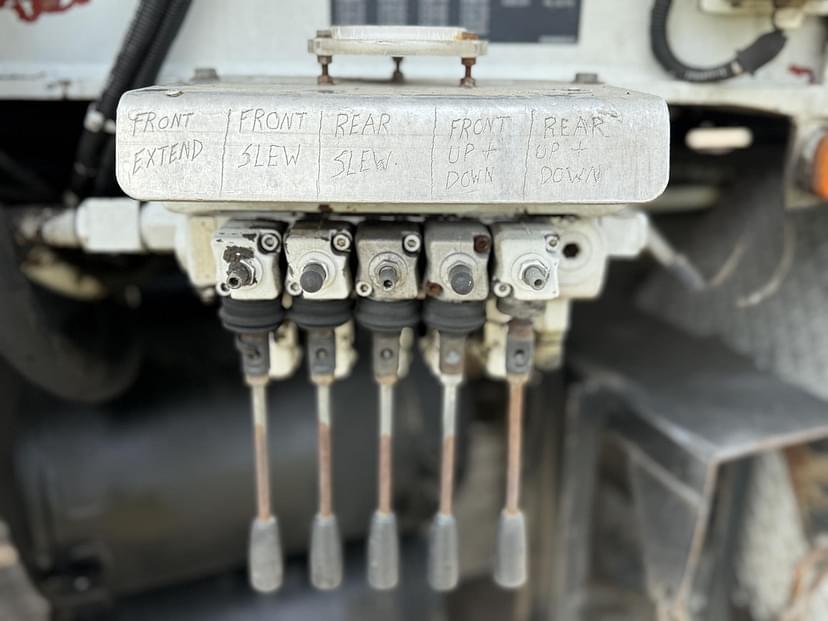 FRONT
EXTEND
FRONT
SLEW
REAR
SLEW.
FRONT
UP +
DOWN
REAR
UP +
DOWN